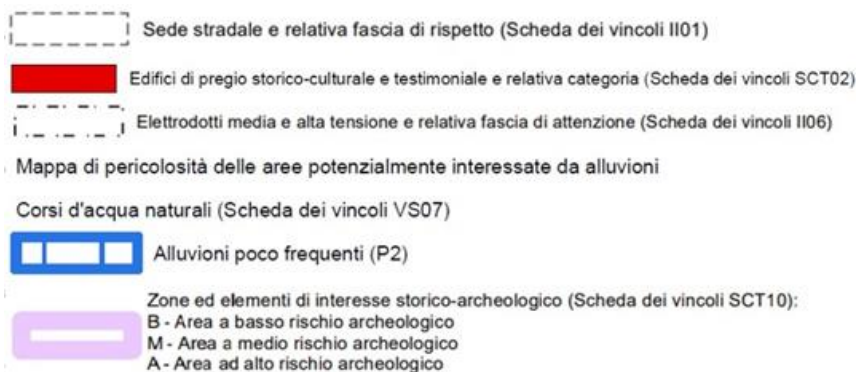 Sede stradale e relativa fascia di rispetto (Scheda dei vincoli II01)
Edifici di pregio storico-culturale e testimoniale e relativa categoria (Scheda dei vincoli SCT02)
Elettrodotti media e alta tensione e relativa fascia di attenzione (Scheda dei vincoli II06)
Mappa di pericolosità delle aree potenzialmente interessate da alluvioni
Corsi d'acqua naturali (Scheda dei vincoli VS07)
Alluvioni poco frequenti (P2)
Zone ed elementi di interesse storico-archeologico (Scheda dei vincoli SCT10):
B - Area a basso rischio archeologico
M - Area a medio rischio archeologico
A - Area ad alto rischio archeologico